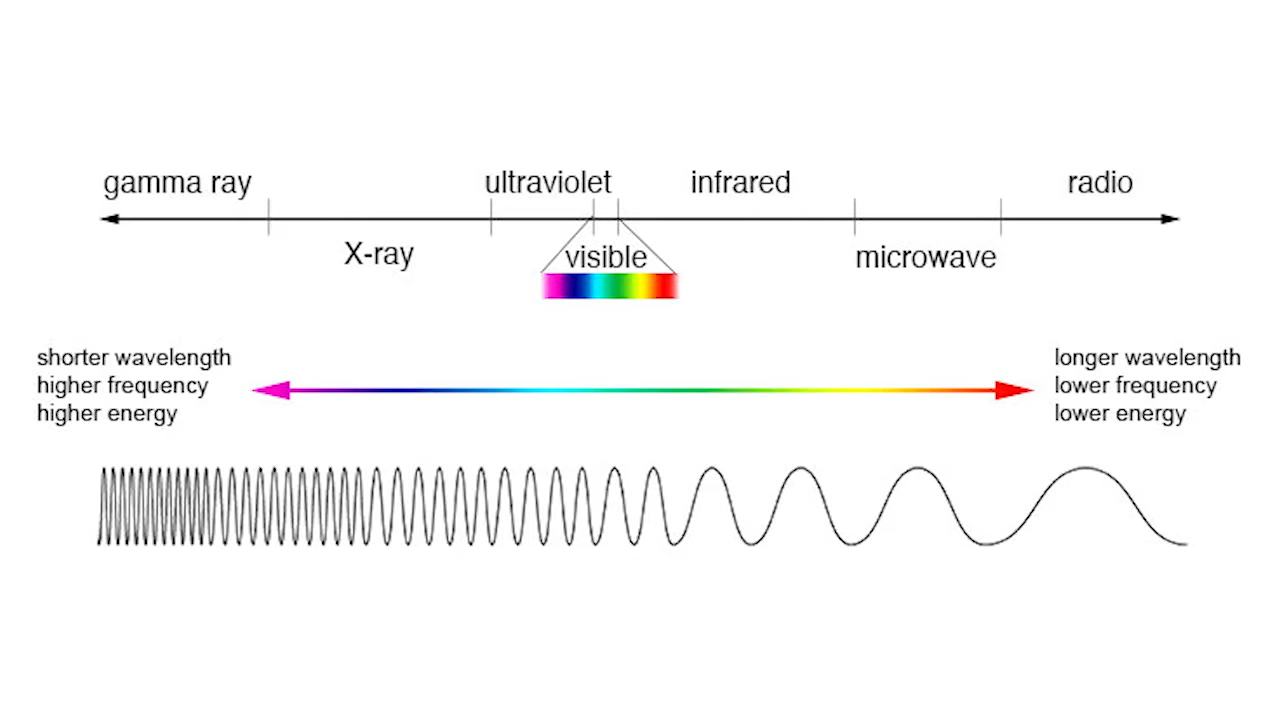 gamma ray
ultraviolet
infrared
radio
X-ray
visible
microwave
shorter wavelength
higher frequency
higher energy
longer wavelength
lower frequency
lower energy